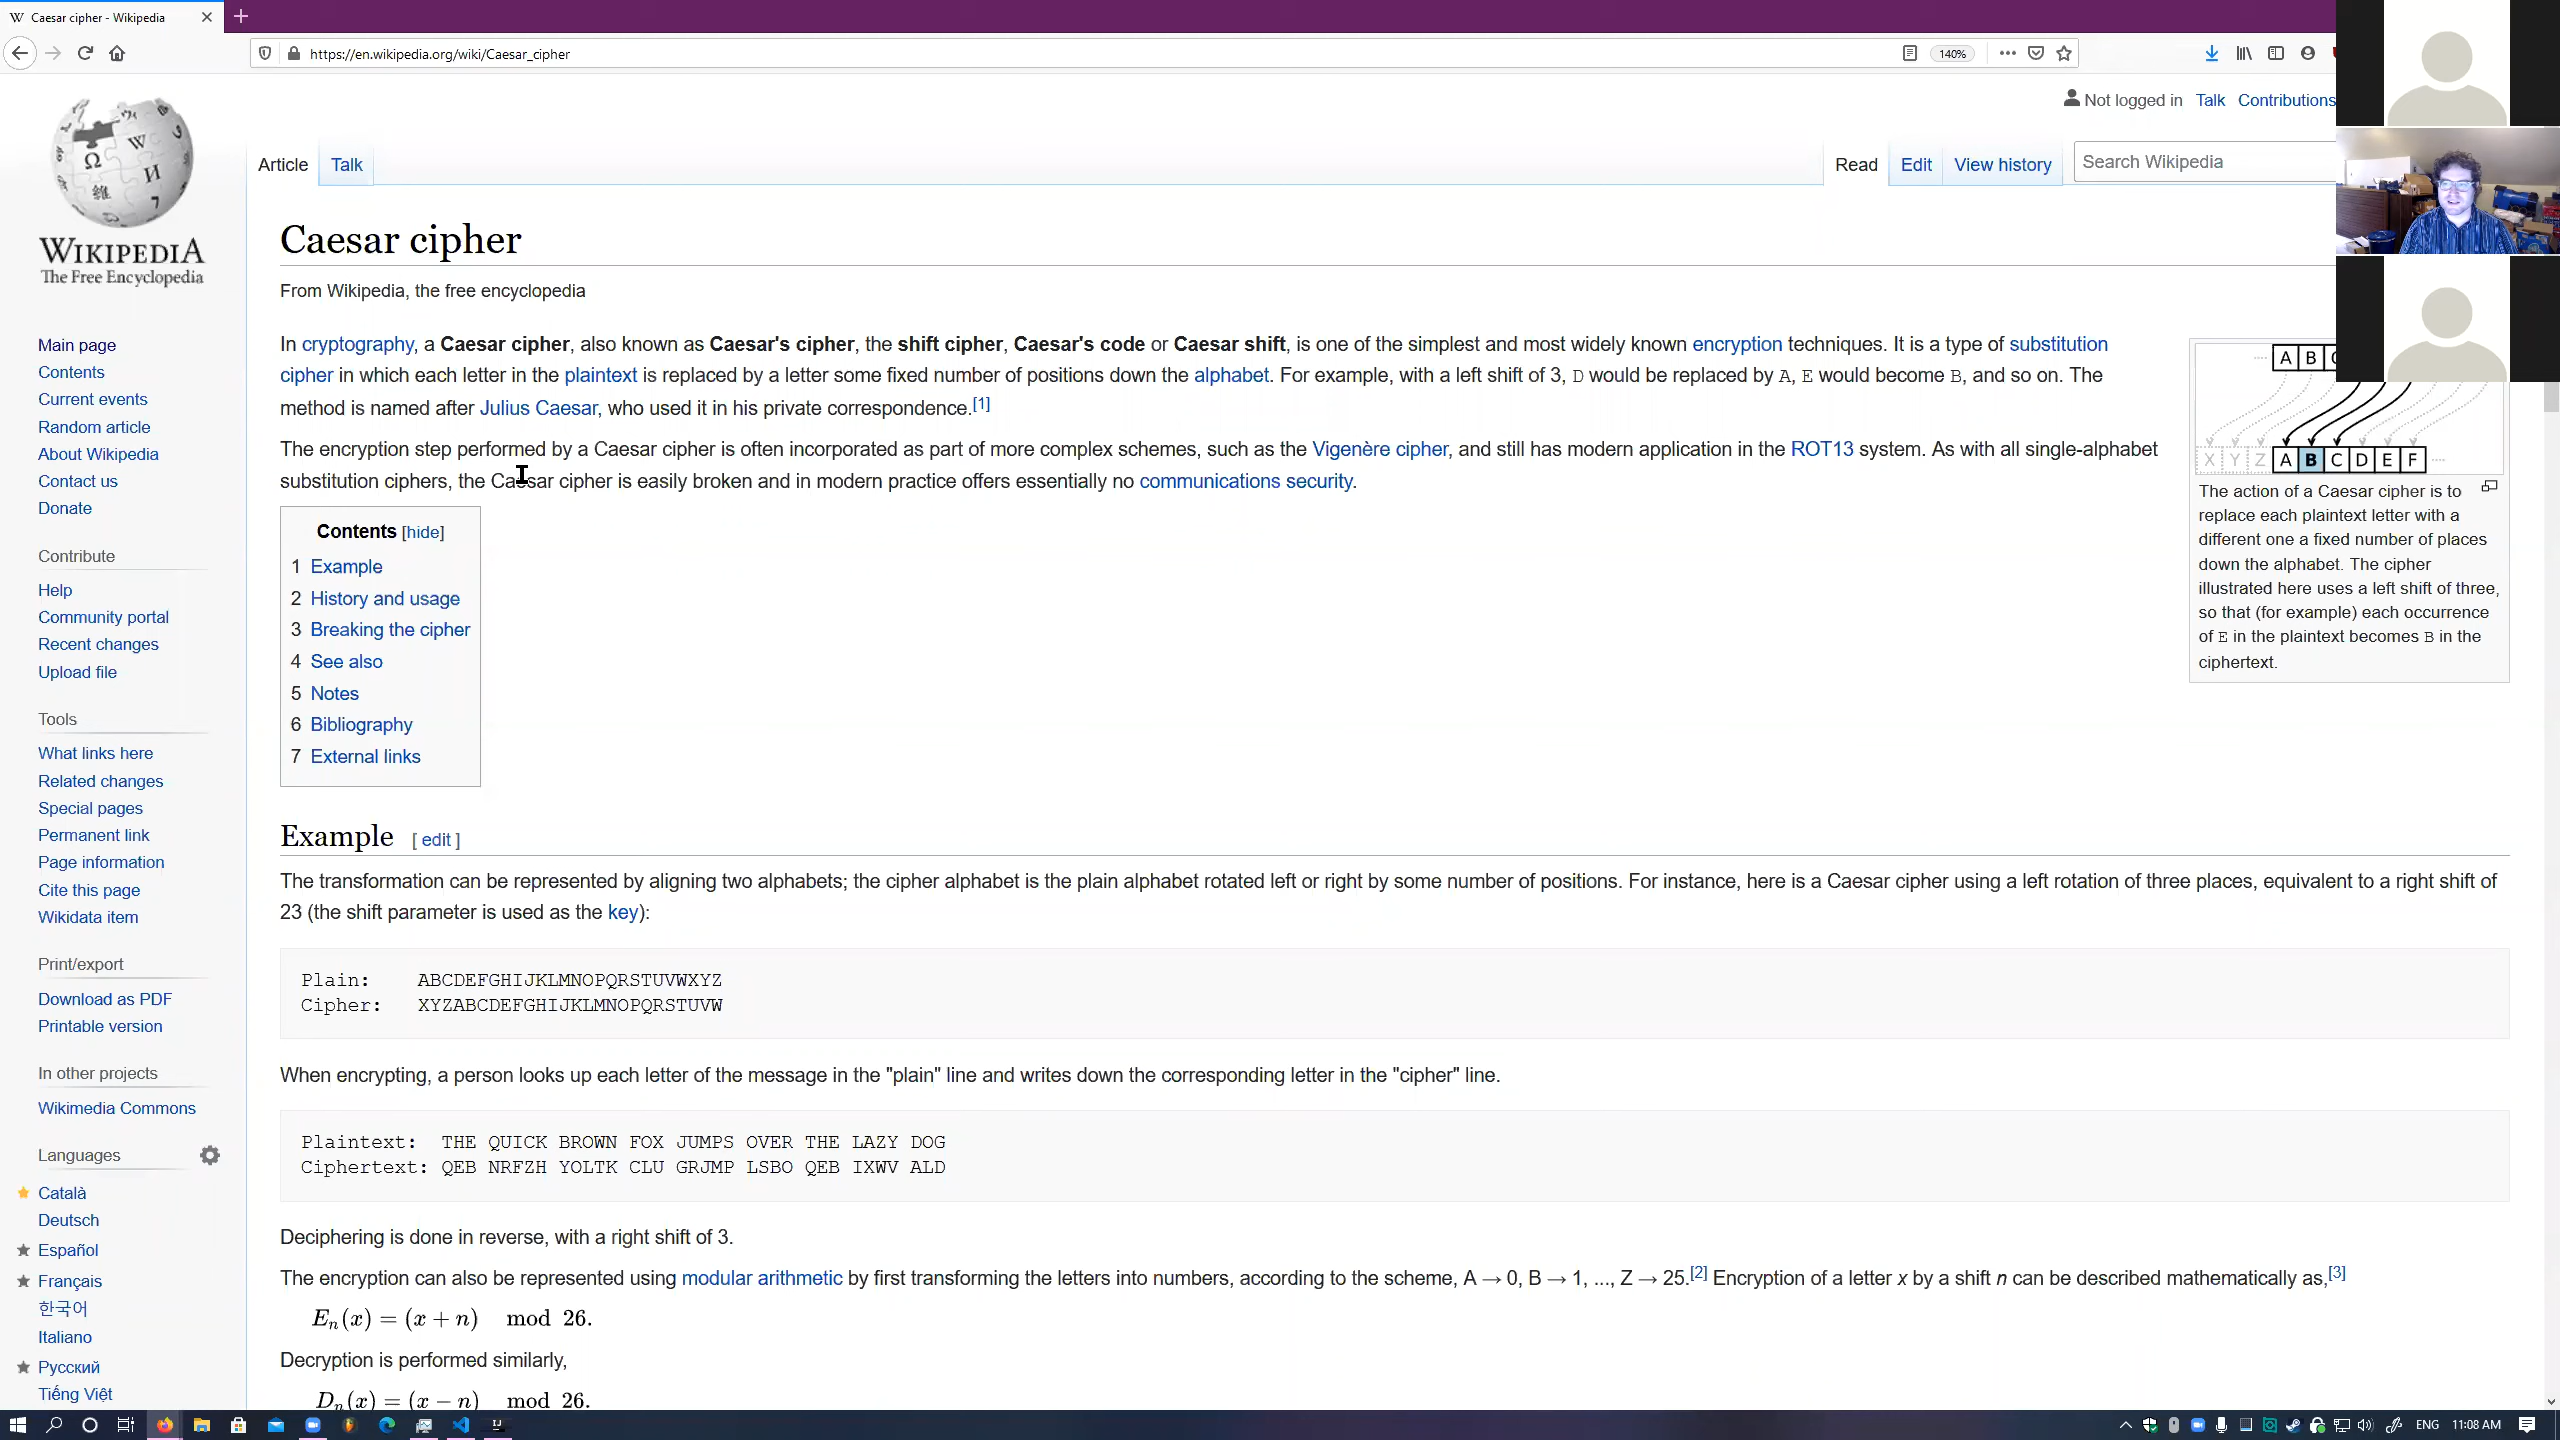 Caesar cipher - Wikipedia
https://en.wikipedia.org/wiki/Caesar_cipher
140%
Not logged in Talk Contributions
Article Talk
Read Edit View history
Search Wikipedia
WIKIPEDIA
The Free Encyclopedia
Main page
Contents
Current events
Random article
About Wikipedia
Contact us
Donate
Contribute
Help
Community portal
Recent changes
Upload file
Tools
What links here
Related changes
Special pages
Permanent link
Page information
Cite this page
Wikidata item
Print/export
Download as PDF
Printable version
In other projects
Wikimedia Commons
Languages
Català
Deutsch
Español
Français
한국어
Italiano
Русский
Tiếng Việt
Caesar cipher
From Wikipedia, the free encyclopedia
In cryptography, a Caesar cipher, also known as Caesar's cipher, the shift cipher, Caesar's code or Caesar shift, is one of the simplest and most widely known encryption techniques. It is a type of substitution
cipher in which each letter in the plaintext is replaced by a letter some fixed number of positions down the alphabet. For example, with a left shift of 3, D would be replaced by A, E would become B, and so on. The
method is named after Julius Caesar, who used it in his private correspondence.[1]
The encryption step performed by a Caesar cipher is often incorporated as part of more complex schemes, such as the Vigenère cipher, and still has modern application in the ROT13 system. As with all single-alphabet
substitution ciphers, the Caesar cipher is easily broken and in modern practice offers essentially no communications security.
A B
X Y Z A B C D E F
The action of a Caesar cipher is to
replace each plaintext letter with a
different one a fixed number of places
down the alphabet. The cipher
illustrated here uses a left shift of three,
so that (for example) each occurrence
of E in the plaintext becomes B in the
ciphertext.
Contents [hide]
1 Example
2 History and usage
3 Breaking the cipher
4 See also
5 Notes
6 Bibliography
7 External links
Example [ edit ]
The transformation can be represented by aligning two alphabets; the cipher alphabet is the plain alphabet rotated left or right by some number of positions. For instance, here is a Caesar cipher using a left rotation of three places, equivalent to a right shift of
23 (the shift parameter is used as the key):
Plain: ABCDEFGHIJKLMNOPQRSTUVWXYZ
Cipher: XYZABCDEFGHIJKLMNOPQRSTUVW
When encrypting, a person looks up each letter of the message in the "plain" line and writes down the corresponding letter in the "cipher" line.
Plaintext: THE QUICK BROWN FOX JUMPS OVER THE LAZY DOG
Ciphertext: QEB NRFZH YOLTK CLU GRJMP LSBO QEB IXWV ALD
Deciphering is done in reverse, with a right shift of 3.
The encryption can also be represented using modular arithmetic by first transforming the letters into numbers, according to the scheme, A → 0, B → 1, ..., Z → 25.[2] Encryption of a letter x by a shift n can be described mathematically as,[3]
Eₙ(x) = (x + n) mod 26.
Decryption is performed similarly,
Dₙ(x) = (x − n) mod 26.
ENG 11:08 AM